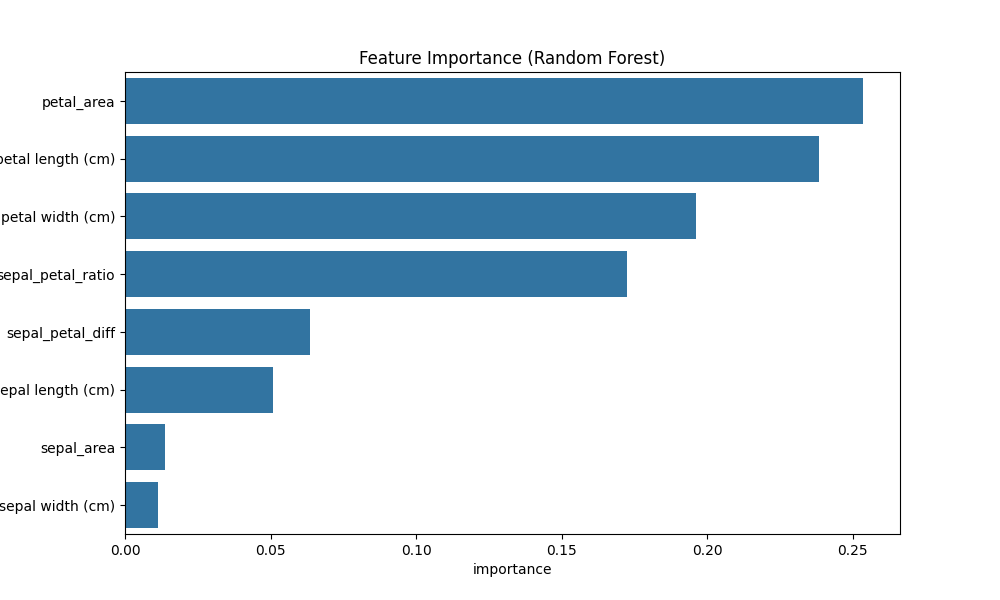 Feature Importance (Random Forest)
petal_area
petal length (cm)
petal width (cm)
sepal_petal_ratio
sepal_petal_diff
epal length (cm)
sepal_area
sepal width (cm)
0.00 0.05 0.10 0.15 0.20 0.25
importance